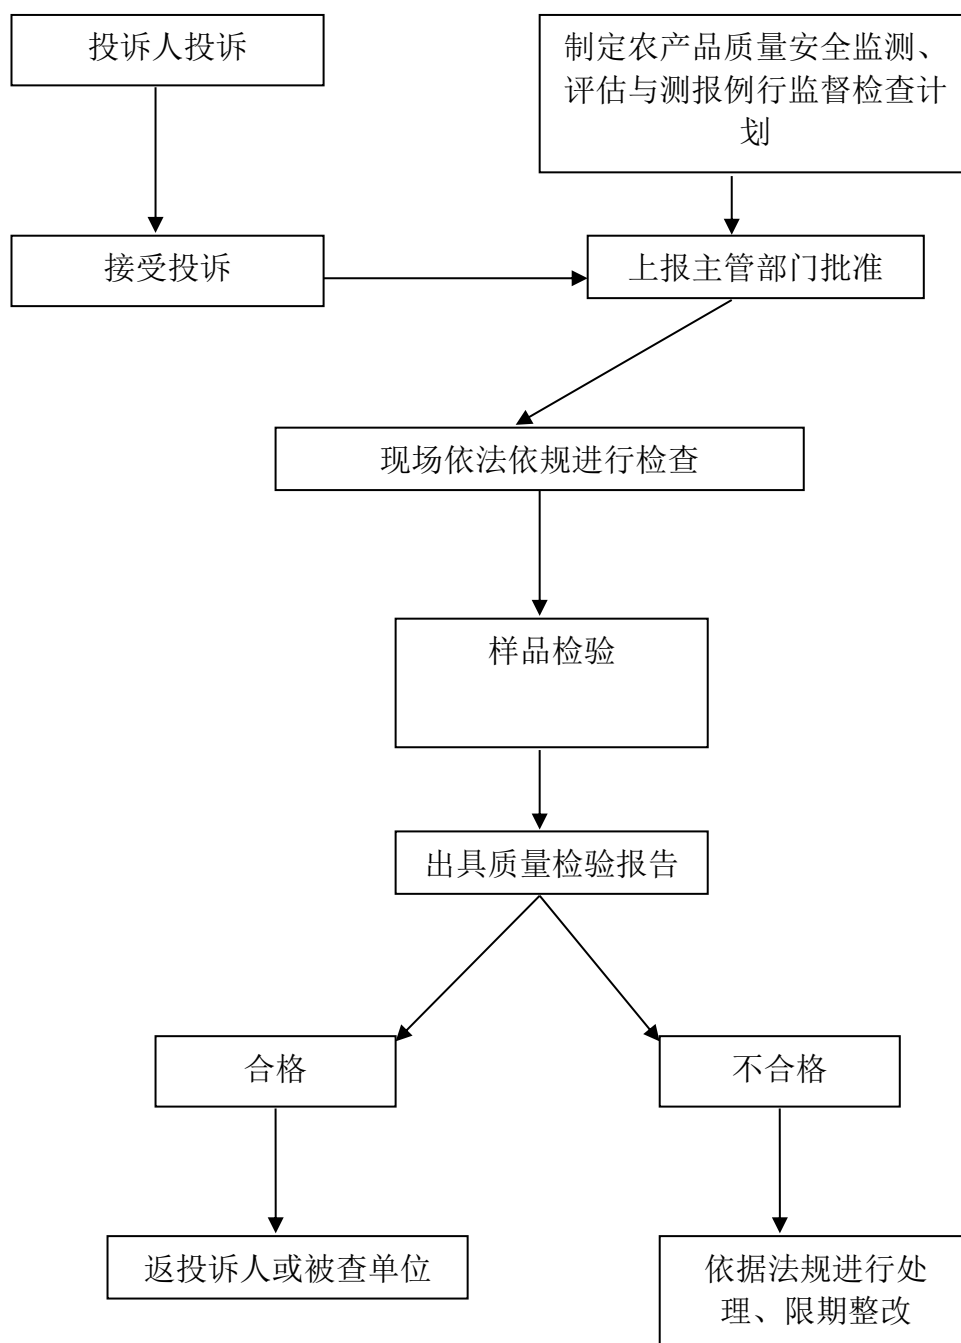 投诉人投诉
制定农产品质量安全监测、
评估与测报例行监督检查计
划
接受投诉
上报主管部门批准
现场依法依规进行检查
样品检验
出具质量检验报告
合格
不合格
返投诉人或被查单位
依据法规进行处
理、限期整改